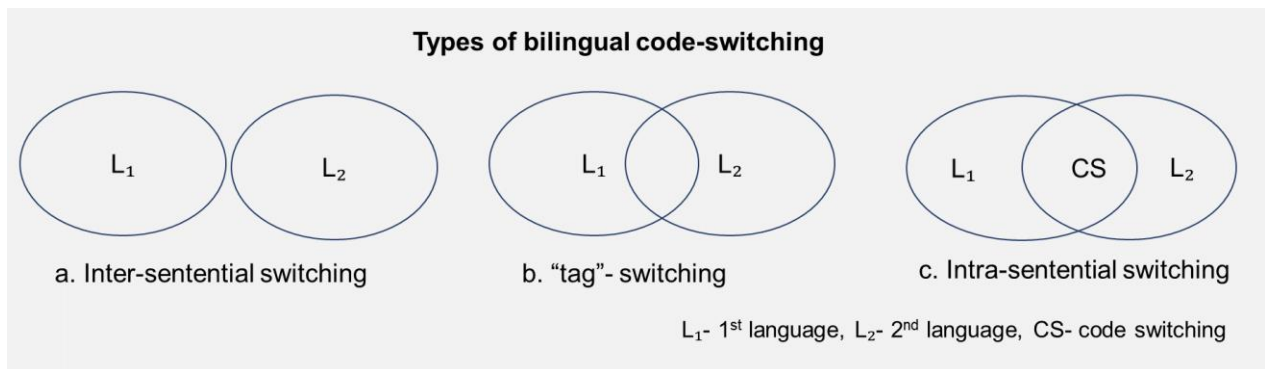 Types of bilingual code-switching
L₁ L₂
L₁ L₂
L₁ CS L₂
a. Inter-sentential switching
b. “tag”- switching
c. Intra-sentential switching
L₁- 1ˢᵗ language, L₂- 2ⁿᵈ language, CS- code switching